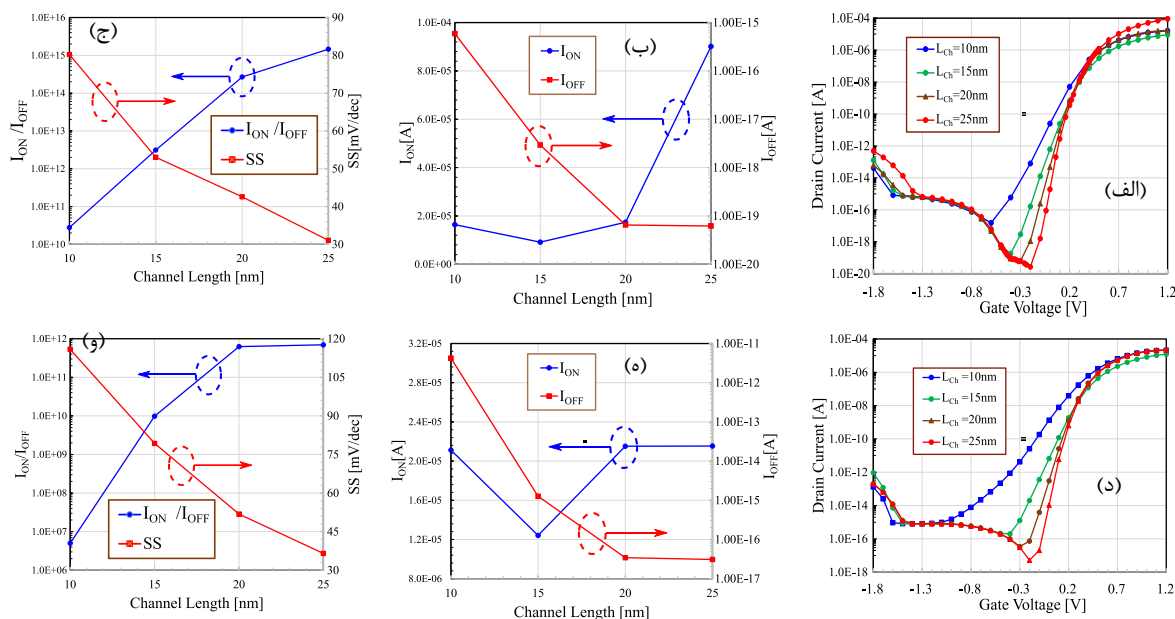 (ج)
1.0E+16
1.0E+15
1.0E+14
1.0E+13
1.0E+12
1.0E+11
1.0E+10
I_ON /I_OFF
90
80
70
60
50
40
30
SS[mV/dec]
I_ON /I_OFF
SS
10 15 20 25
Channel Length [nm]
(ب)
1.0E-04
8.0E-05
6.0E-05
4.0E-05
2.0E-05
0.0E+00
I_ON[A]
1.00E-15
1.00E-16
1.00E-17
1.00E-18
1.00E-19
1.00E-20
I_OFF[A]
I_ON
I_OFF
10 15 20 25
Channel Length [nm]
(الف)
1.0E-04
1.0E-06
1.0E-08
1.0E-10
1.0E-12
1.0E-14
1.0E-16
1.0E-18
1.0E-20
Drain Current [A]
L_Ch=10nm
L_Ch=15nm
L_Ch=20nm
L_Ch=25nm
-1.8 -1.3 -0.8 -0.3 0.2 0.7 1.2
Gate Voltage [V]
(و)
1.0E+12
1.0E+11
1.0E+10
1.0E+09
1.0E+08
1.0E+07
1.0E+06
I_ON/I_OFF
120
105
90
75
60
45
30
SS [mV/dec]
I_ON /I_OFF
SS
10 15 20 25
Channel Length [nm]
(ه)
3.2E-05
2.8E-05
2.4E-05
2.0E-05
1.6E-05
1.2E-05
8.0E-06
I_ON[A]
1.00E-11
1.00E-12
1.00E-13
1.00E-14
1.00E-15
1.00E-16
1.00E-17
I_OFF[A]
I_ON
I_OFF
10 15 20 25
Channel Length [nm]
(د)
1.0E-04
1.0E-06
1.0E-08
1.0E-10
1.0E-12
1.0E-14
1.0E-16
1.0E-18
Drain Current [A]
L_Ch=10nm
L_Ch=15nm
L_Ch=20nm
L_Ch=25nm
-1.8 -1.3 -0.8 -0.3 0.2 0.7 1.2
Gate Voltage [V]